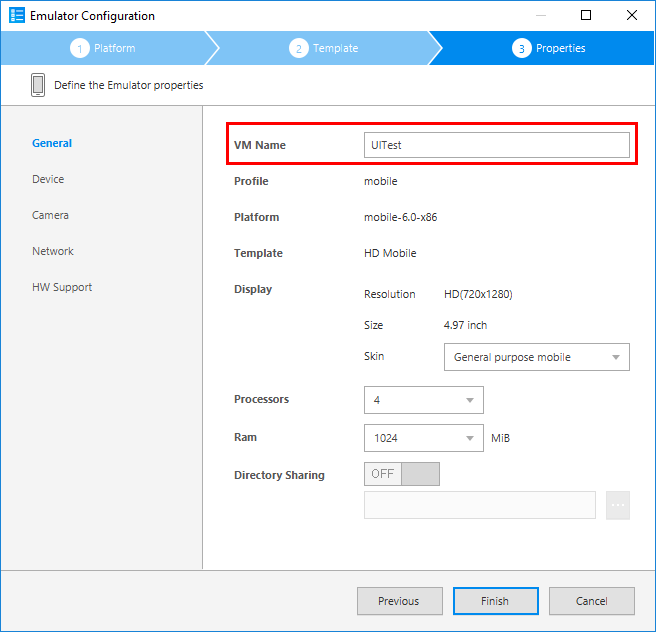 Emulator Configuration
1 Platform
2 Template
3 Properties
Define the Emulator properties
General
Device
Camera
Network
HW Support
VM Name UITest
Profile mobile
Platform mobile-6.0-x86
Template HD Mobile
Display Resolution HD(720x1280)
Size 4.97 inch
Skin General purpose mobile
Processors 4
Ram 1024 MiB
Directory Sharing OFF
...
Previous Finish Cancel